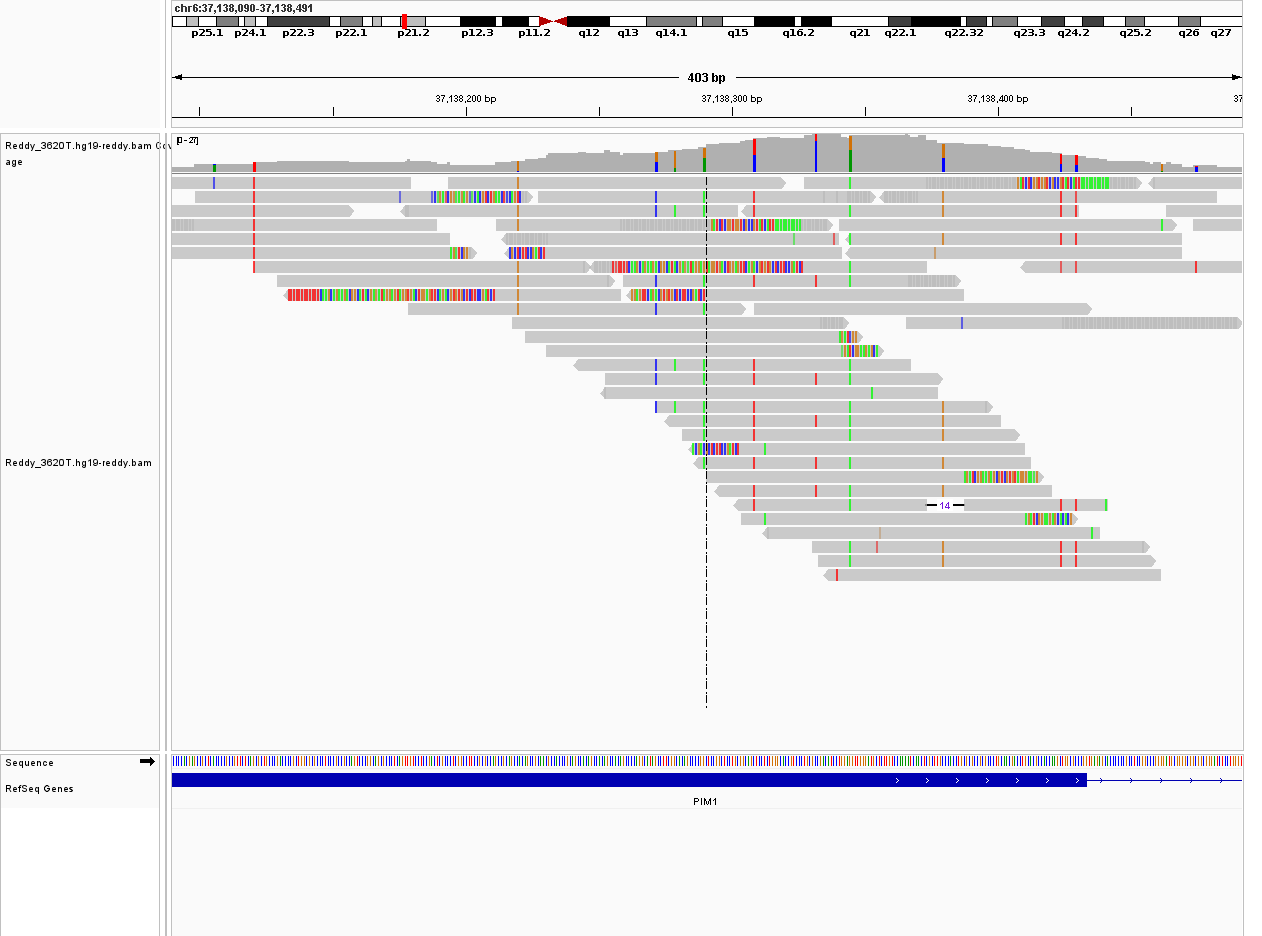 chr6:37,138,090-37,138,491
p25.1 p24.1 p22.3 p22.1 p21.2 p12.3 p11.2 q12 q13 q14.1 q15 q16.2 q21 q22.1 q22.32 q23.3 q24.2 q25.2 q26 q27
403 bp
37,138,200 bp 37,138,300 bp 37,138,400 bp 37
[0 - 27]
Reddy_3620T.hg19-reddy.bam Cov
age
Reddy_3620T.hg19-reddy.bam
14
Sequence
RefSeq Genes
PIM1